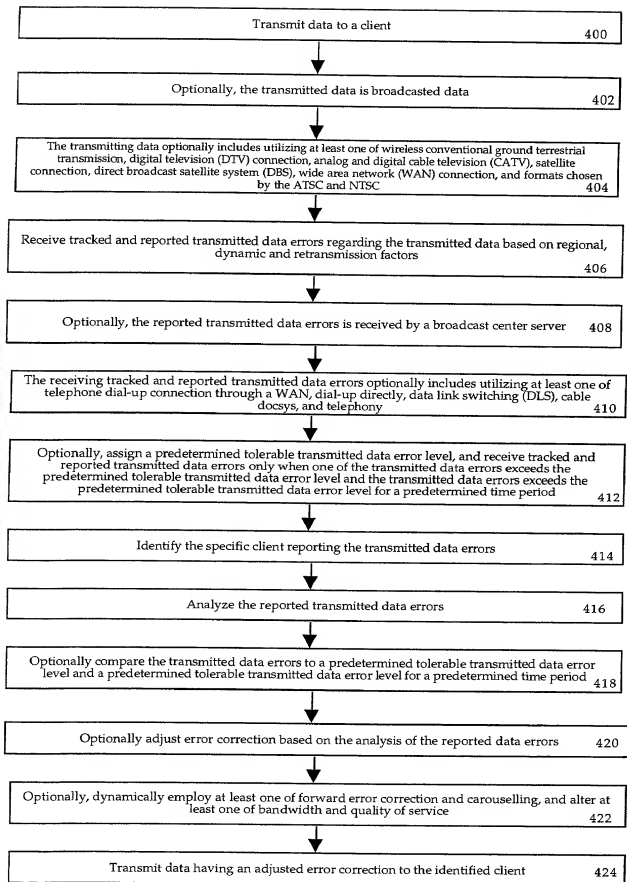 Transmit data to a client
400
Optionally, the transmitted data is broadcasted data
402
The transmitting data optionally includes utilizing at least one of wireless conventional ground terrestrial
transmission, digital television (DTV) connection, analog and digital cable television (CATV), satellite
connection, direct broadcast satellite system (DBS), wide area network (WAN) connection, and formats chosen
by the ATSC and NTSC 404
Receive tracked and reported transmitted data errors regarding the transmitted data based on regional,
dynamic and retransmission factors
406
Optionally, the reported transmitted data errors is received by a broadcast center server 408
The receiving tracked and reported transmitted data errors optionally includes utilizing at least one of
telephone dial-up connection through a WAN, dial-up directly, data link switching (DLS), cable
docsys, and telephony 410
Optionally, assign a predetermined tolerable transmitted data error level, and receive tracked and
reported transmitted data errors only when one of the transmitted data errors exceeds the
predetermined tolerable transmitted data error level and the transmitted data errors exceeds the
predetermined tolerable transmitted data error level for a predetermined time period 412
Identify the specific client reporting the transmitted data errors 414
Analyze the reported transmitted data errors 416
Optionally compare the transmitted data errors to a predetermined tolerable transmitted data error
level and a predetermined tolerable transmitted data error level for a predetermined time period 418
Optionally adjust error correction based on the analysis of the reported data errors 420
Optionally, dynamically employ at least one of forward error correction and carouselling, and alter at
least one of bandwidth and quality of service 422
Transmit data having an adjusted error correction to the identified client 424